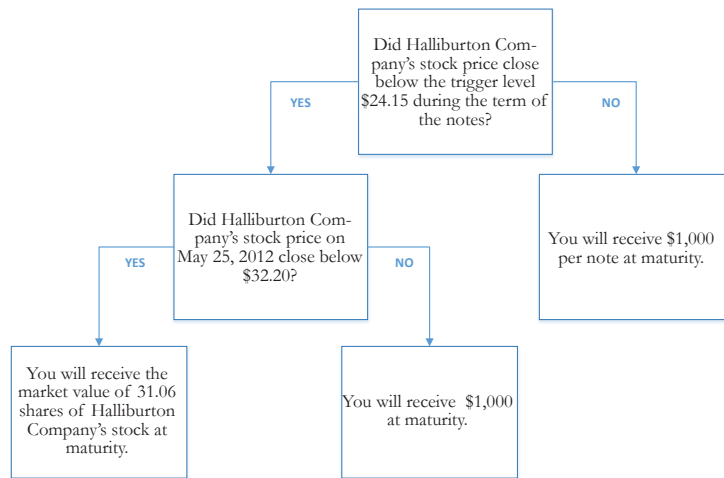 Did Halliburton Com-
pany's stock price close
below the trigger level
$24.15 during the term of
the notes?
YES
NO
Did Halliburton Com-
pany's stock price on
May 25, 2012 close below
$32.20?
You will receive $1,000
per note at maturity.
YES
NO
You will receive the
market value of 31.06
shares of Halliburton
Company's stock at
maturity.
You will receive $1,000
at maturity.